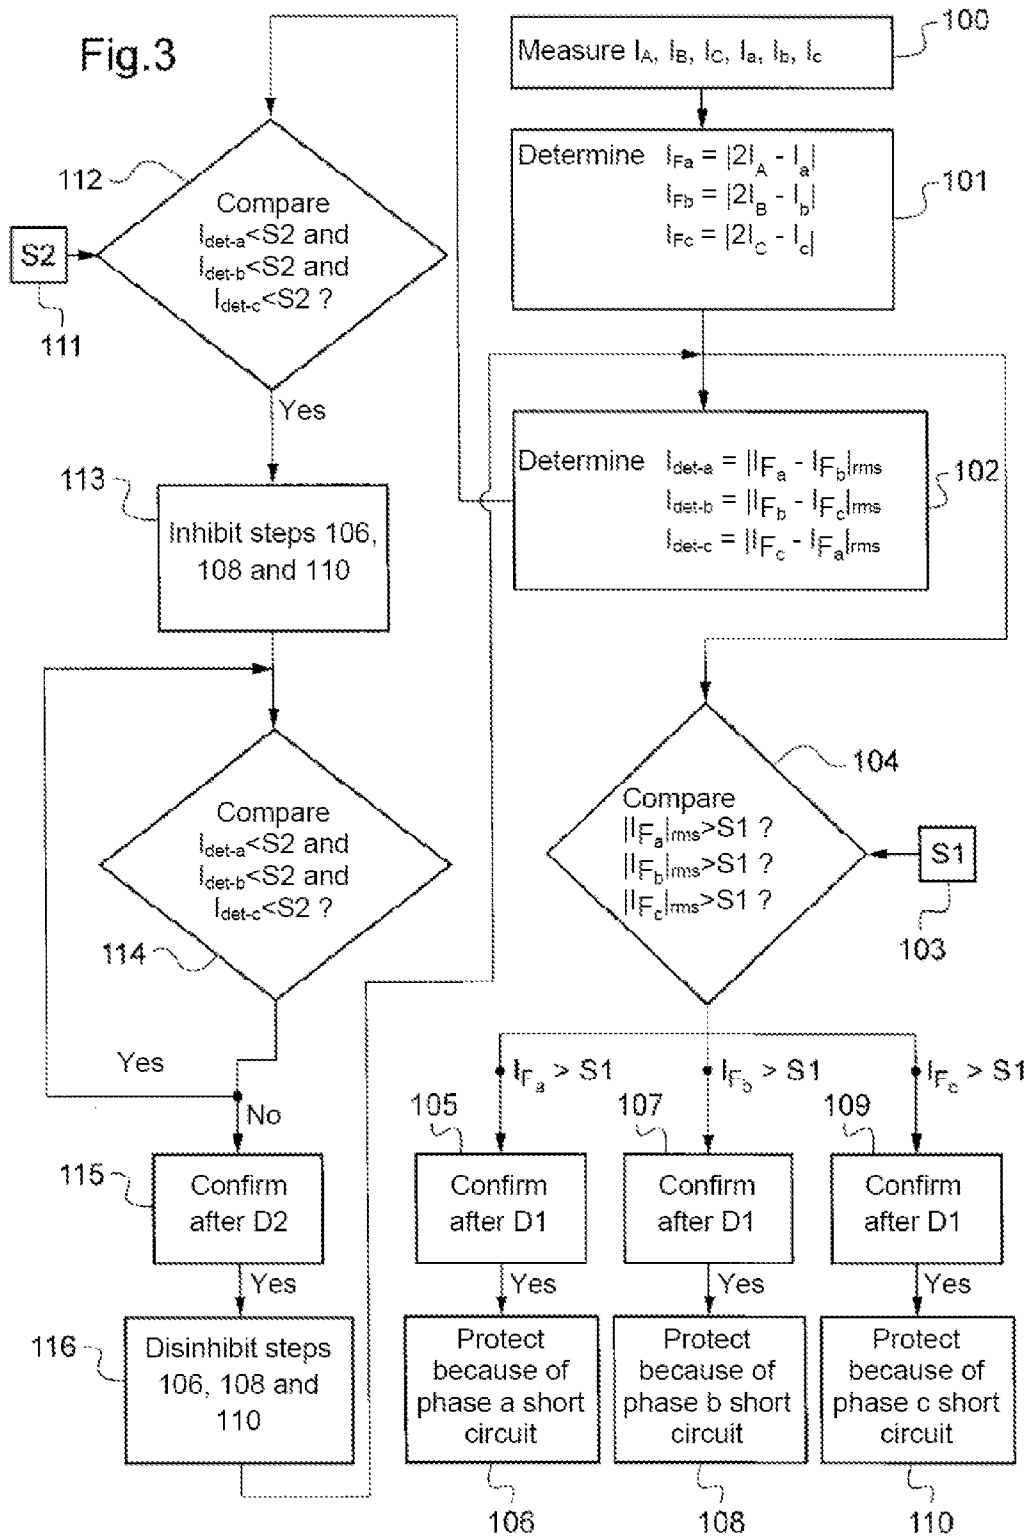 Fig.3
100
Measure I_A, I_B, I_C, I_a, I_b, I_c
101
Determine I_Fa = |2I_A - I_a|
I_Fb = |2I_B - I_b|
I_Fc = |2I_C - I_c|
112
Compare
I_det-a<S2 and
I_det-b<S2 and
I_det-c<S2 ?
S2
111
Yes
102
Determine I_det-a = |I_Fa - I_Fb|rms
I_det-b = |I_Fb - I_Fc|rms
I_det-c = |I_Fc - I_Fa|rms
113
Inhibit steps 106,
108 and 110
104
Compare
|I_Fa|rms>S1 ?
|I_Fb|rms>S1 ?
|I_Fc|rms>S1 ?
S1
103
Compare
I_det-a<S2 and
I_det-b<S2 and
I_det-c<S2 ?
114
Yes
No
I_Fa > S1
I_Fb > S1
I_Fc > S1
105
107
109
115
Confirm
after D2
Confirm
after D1
Confirm
after D1
Confirm
after D1
Yes
Yes
Yes
Yes
116
Disinhibit steps
106, 108 and
110
Protect
because of
phase a short
circuit
Protect
because of
phase b short
circuit
Protect
because of
phase c short
circuit
106
108
110